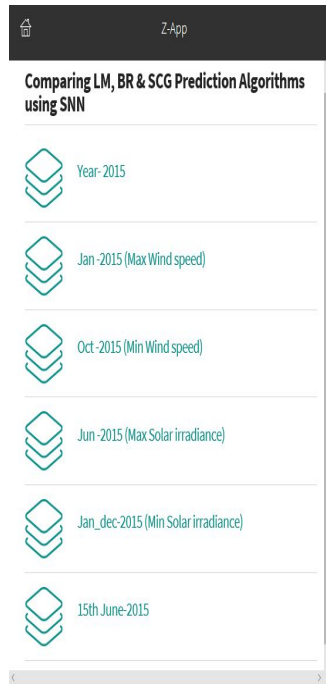 Z-App
Comparing LM, BR & SCG Prediction Algorithms
using SNN
Year- 2015
Jan -2015 (Max Wind speed)
Oct -2015 (Min Wind speed)
Jun -2015 (Max Solar irradiance)
Jan_dec-2015 (Min Solar irradiance)
15th June-2015